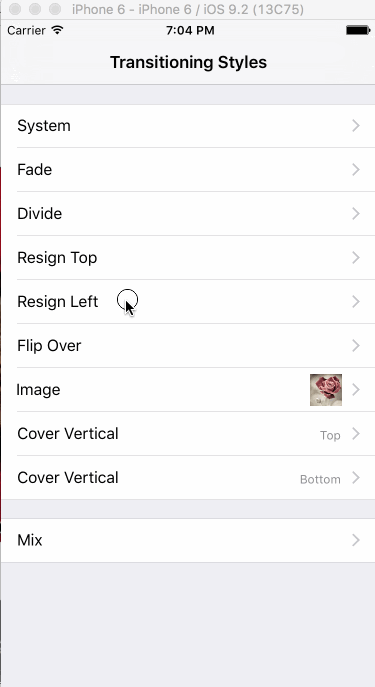 iPhone 6 - iPhone 6 / iOS 9.2 (13C75)
Carrier 7:04 PM
Transitioning Styles
System
Fade
Divide
Resign Top
Resign Left
Flip Over
Image
Cover Vertical Top
Cover Vertical Bottom
Mix